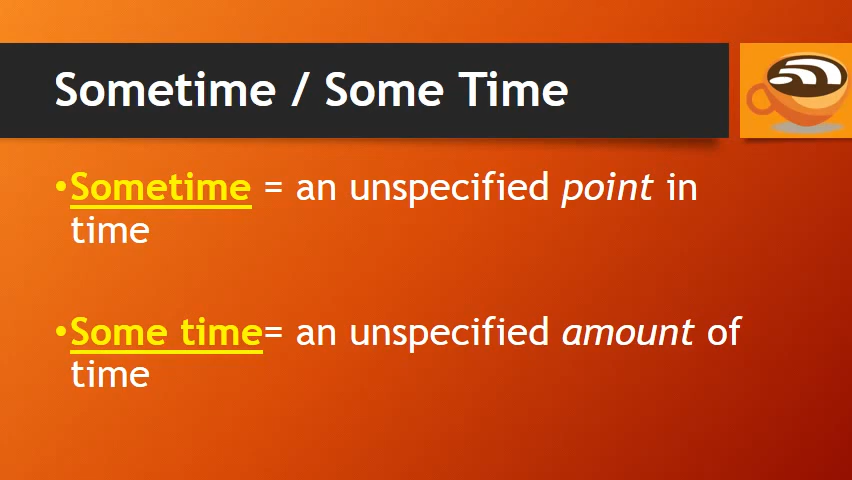 Sometime / Some Time
•Sometime = an unspecified point in
time
•Some time= an unspecified amount of
time